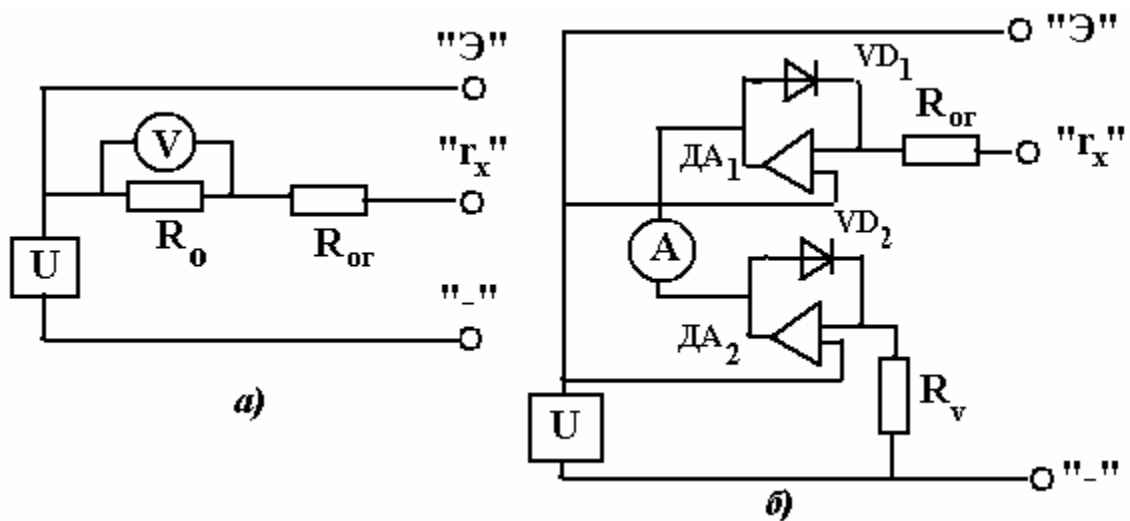 "Э"
V
"rx"
Ro
Rог
U
"-"
а)
"Э"
VD1
Rог
"rx"
ДА1
VD2
A
ДА2
Rv
U
"-"
б)